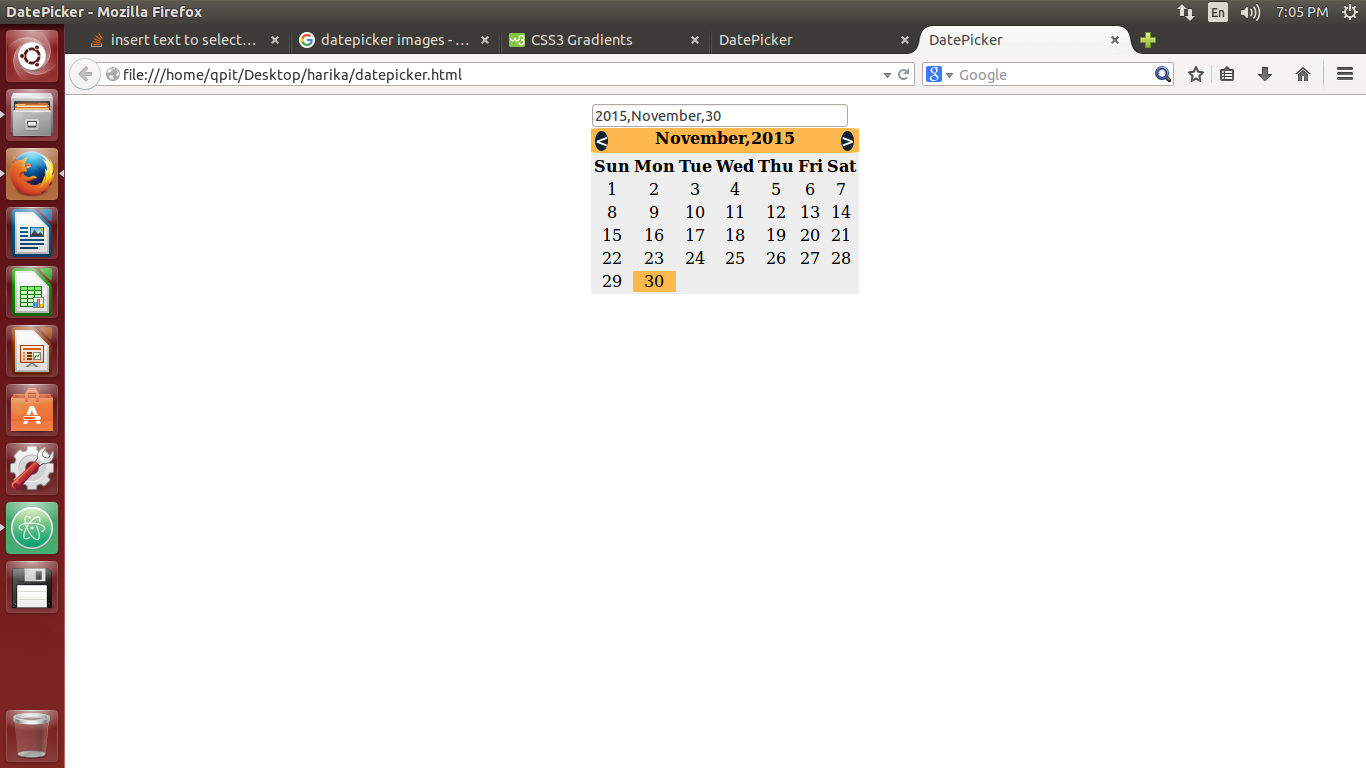 DatePicker - Mozilla Firefox
En
7:05 PM
insert text to select...
datepicker images - ...
CSS3 Gradients
DatePicker
DatePicker
file:///home/qpit/Desktop/harika/datepicker.html
Google
2015,November,30
< November,2015 >
Sun Mon Tue Wed Thu Fri Sat
1 2 3 4 5 6 7
8 9 10 11 12 13 14
15 16 17 18 19 20 21
22 23 24 25 26 27 28
29 30